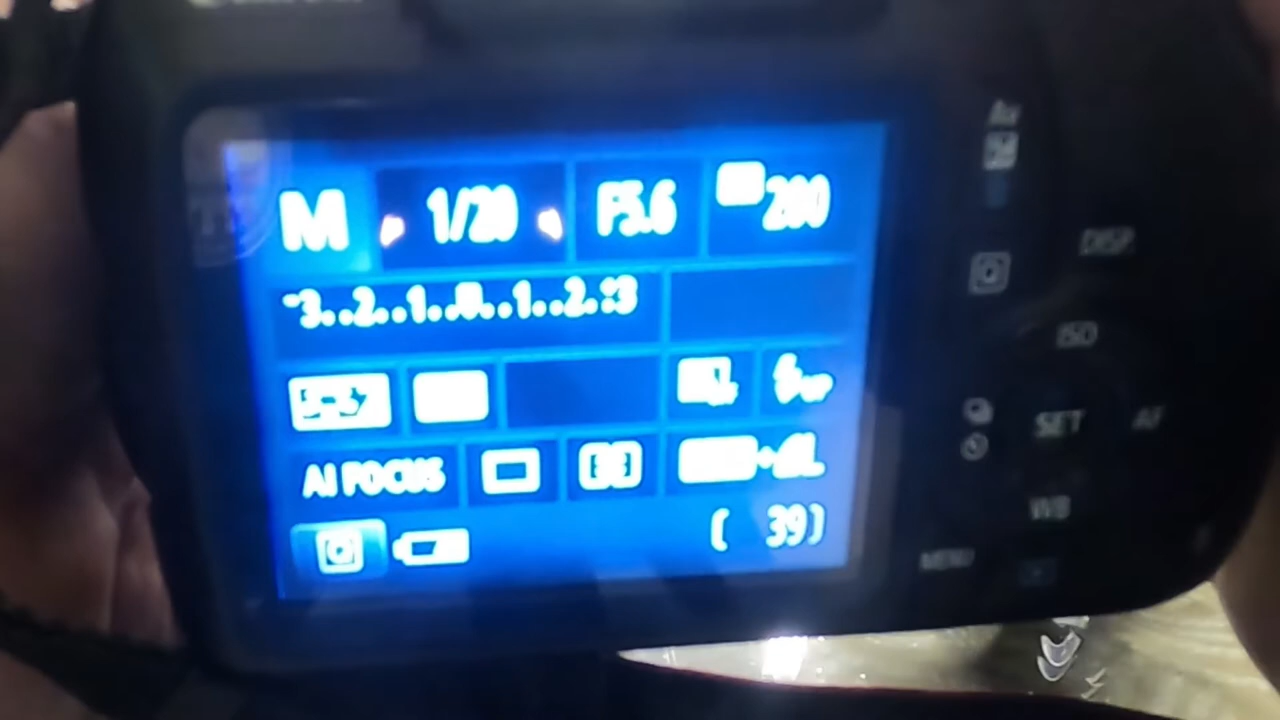 M 1/20 F5.6 200
-3..2..1..0..1..2.:3
AI FOCUS
[ 39]
Av
DISP.
ISO
SET AF
WB
MENU